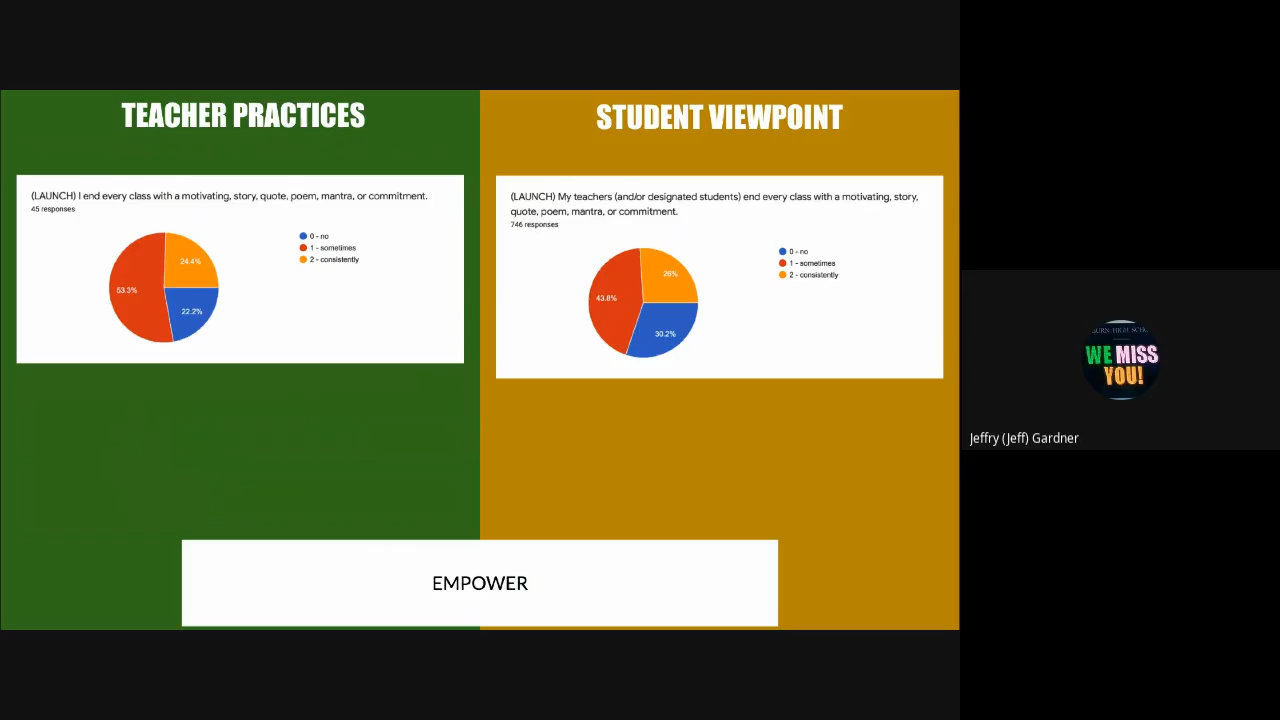 TEACHER PRACTICES
(LAUNCH) I end every class with a motivating, story, quote, poem, mantra, or commitment.
45 responses
0 - no
1 - sometimes
2 - consistently
24.4%
53.3%
22.2%
STUDENT VIEWPOINT
(LAUNCH) My teachers (and/or designated students) end every class with a motivating, story,
quote, poem, mantra, or commitment.
746 responses
0 - no
1 - sometimes
2 - consistently
26%
43.8%
30.2%
EMPOWER
WE MISS
YOU!
Jeffry (Jeff) Gardner